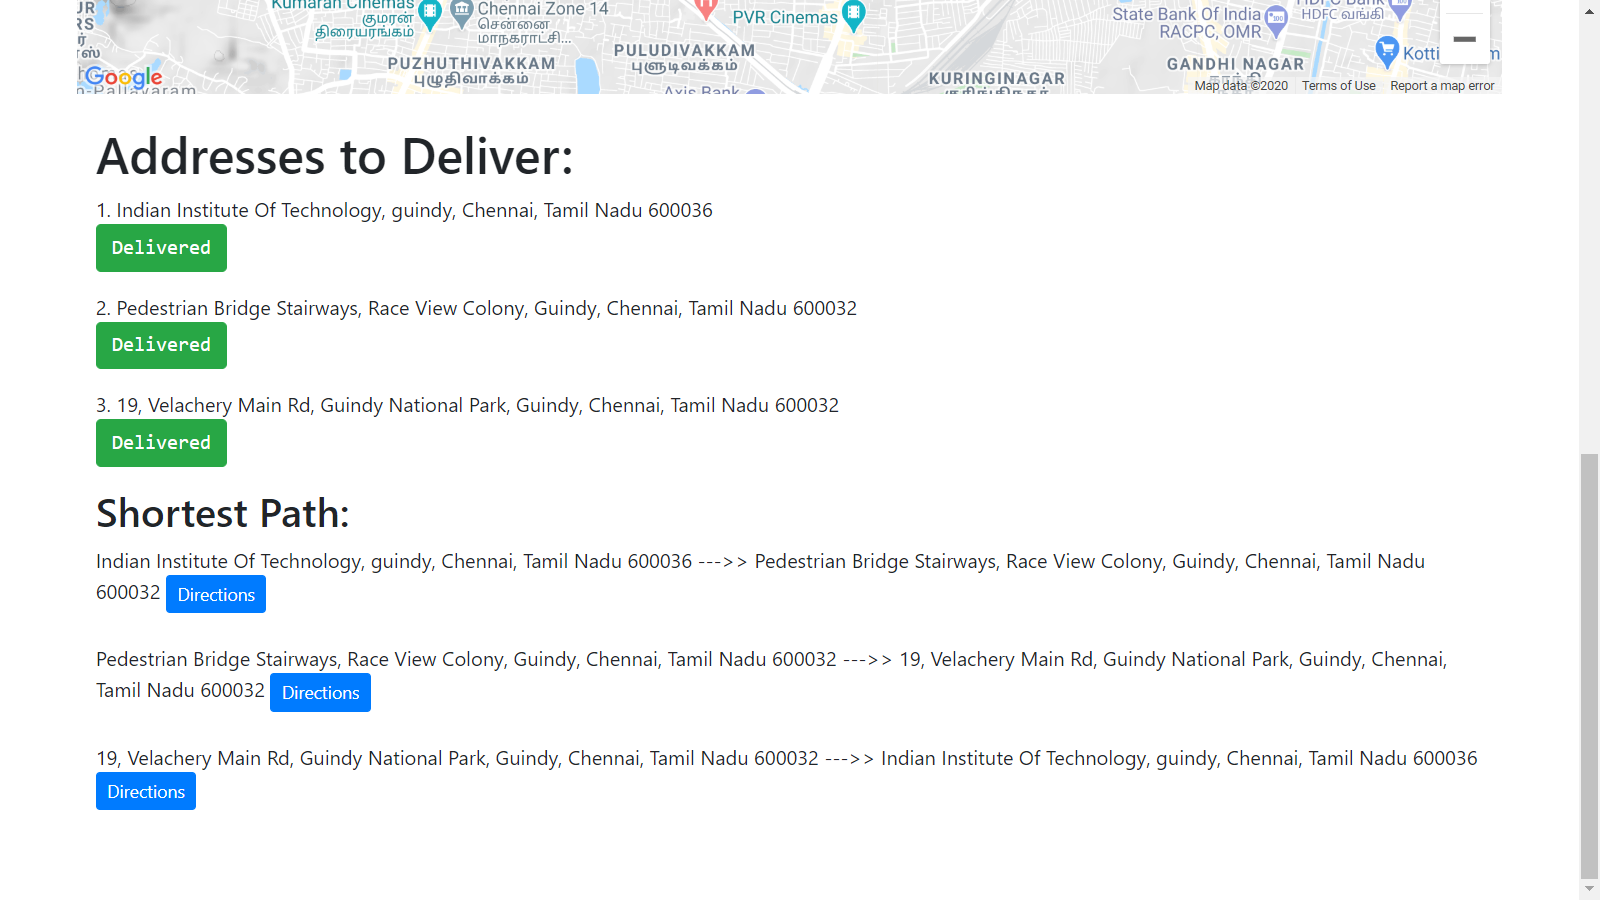 Kumaran Cinemas
குமரன்
திரையரங்கம்
Chennai Zone 14
சென்னை
மாநகராட்சி...
PVR Cinemas
State Bank Of India
RACPC, OMR
HDFC Bank
HDFC வங்கி
PUZHUTHIVAKKAM
புழுதிவாக்கம்
PULUDIVAKKAM
புளுடிவக்கம்
KURINGINAGAR
GANDHI NAGAR
Axis Bank
Google
Map data ©2020 Terms of Use Report a map error
Addresses to Deliver:
1. Indian Institute Of Technology, guindy, Chennai, Tamil Nadu 600036
Delivered
2. Pedestrian Bridge Stairways, Race View Colony, Guindy, Chennai, Tamil Nadu 600032
Delivered
3. 19, Velachery Main Rd, Guindy National Park, Guindy, Chennai, Tamil Nadu 600032
Delivered
Shortest Path:
Indian Institute Of Technology, guindy, Chennai, Tamil Nadu 600036 --->> Pedestrian Bridge Stairways, Race View Colony, Guindy, Chennai, Tamil Nadu
600032 Directions
Pedestrian Bridge Stairways, Race View Colony, Guindy, Chennai, Tamil Nadu 600032 --->> 19, Velachery Main Rd, Guindy National Park, Guindy, Chennai,
Tamil Nadu 600032 Directions
19, Velachery Main Rd, Guindy National Park, Guindy, Chennai, Tamil Nadu 600032 --->> Indian Institute Of Technology, guindy, Chennai, Tamil Nadu 600036
Directions